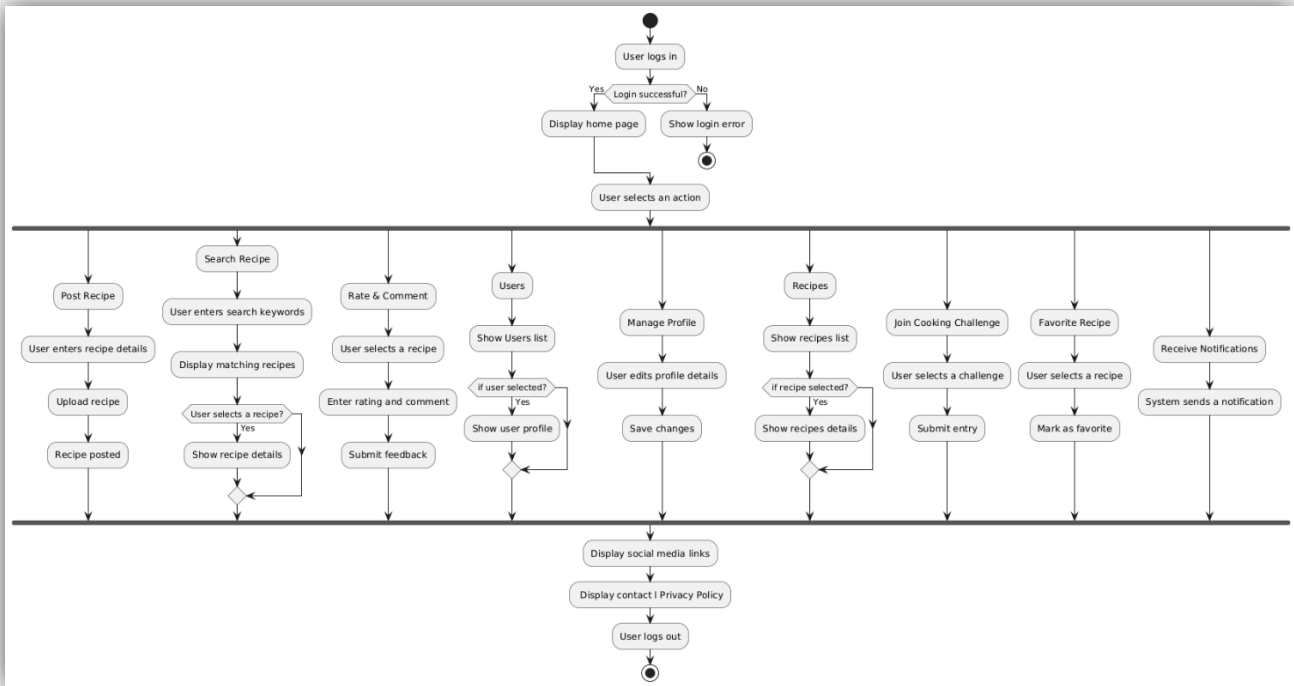 User logs in
Yes
Login successful?
No
Display home page
Show login error
User selects an action
Post Recipe
User enters recipe details
Upload recipe
Recipe posted
Search Recipe
User enters search keywords
Display matching recipes
User selects a recipe?
Yes
Show recipe details
Rate & Comment
User selects a recipe
Enter rating and comment
Submit feedback
Users
Show Users list
if user selected?
Yes
Show user profile
Manage Profile
User edits profile details
Save changes
Recipes
Show recipes list
if recipe selected?
Yes
Show recipes details
Join Cooking Challenge
User selects a challenge
Submit entry
Favorite Recipe
User selects a recipe
Mark as favorite
Receive Notifications
System sends a notification
Display social media links
Display contact l Privacy Policy
User logs out